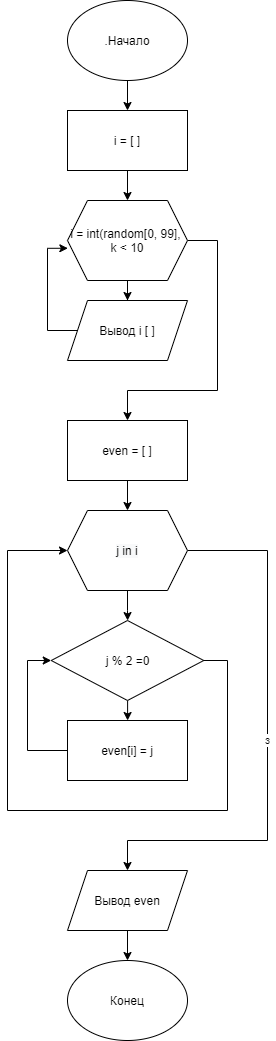 .Начало
i = [ ]
i = int(random[0, 99],
k < 10
Вывод i [ ]
even = [ ]
j in i
j % 2 =0
even[i] = j
з
Вывод even
Конец